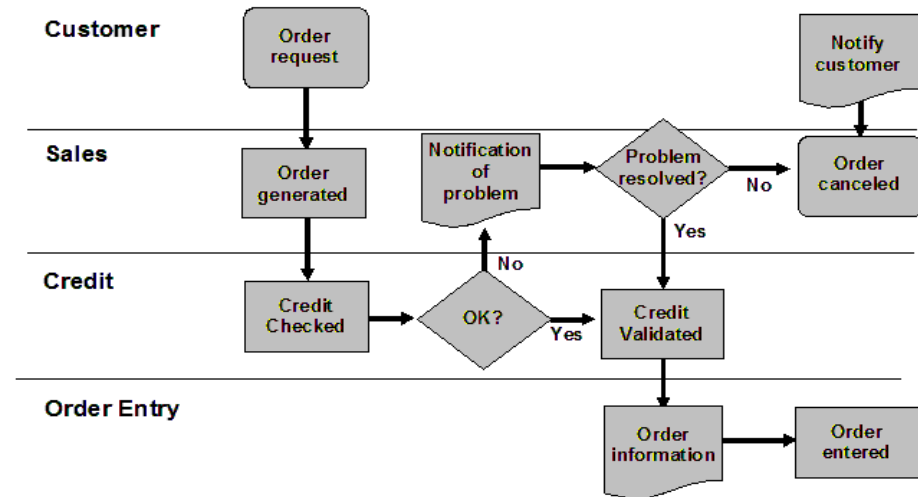 Customer
Order
request
Notify
customer
Sales
Order
generated
Notification
of
problem
Problem
resolved?
No
Order
canceled
Yes
Credit
No
Credit
Checked
OK?
Yes
Credit
Validated
Order Entry
Order
information
Order
entered